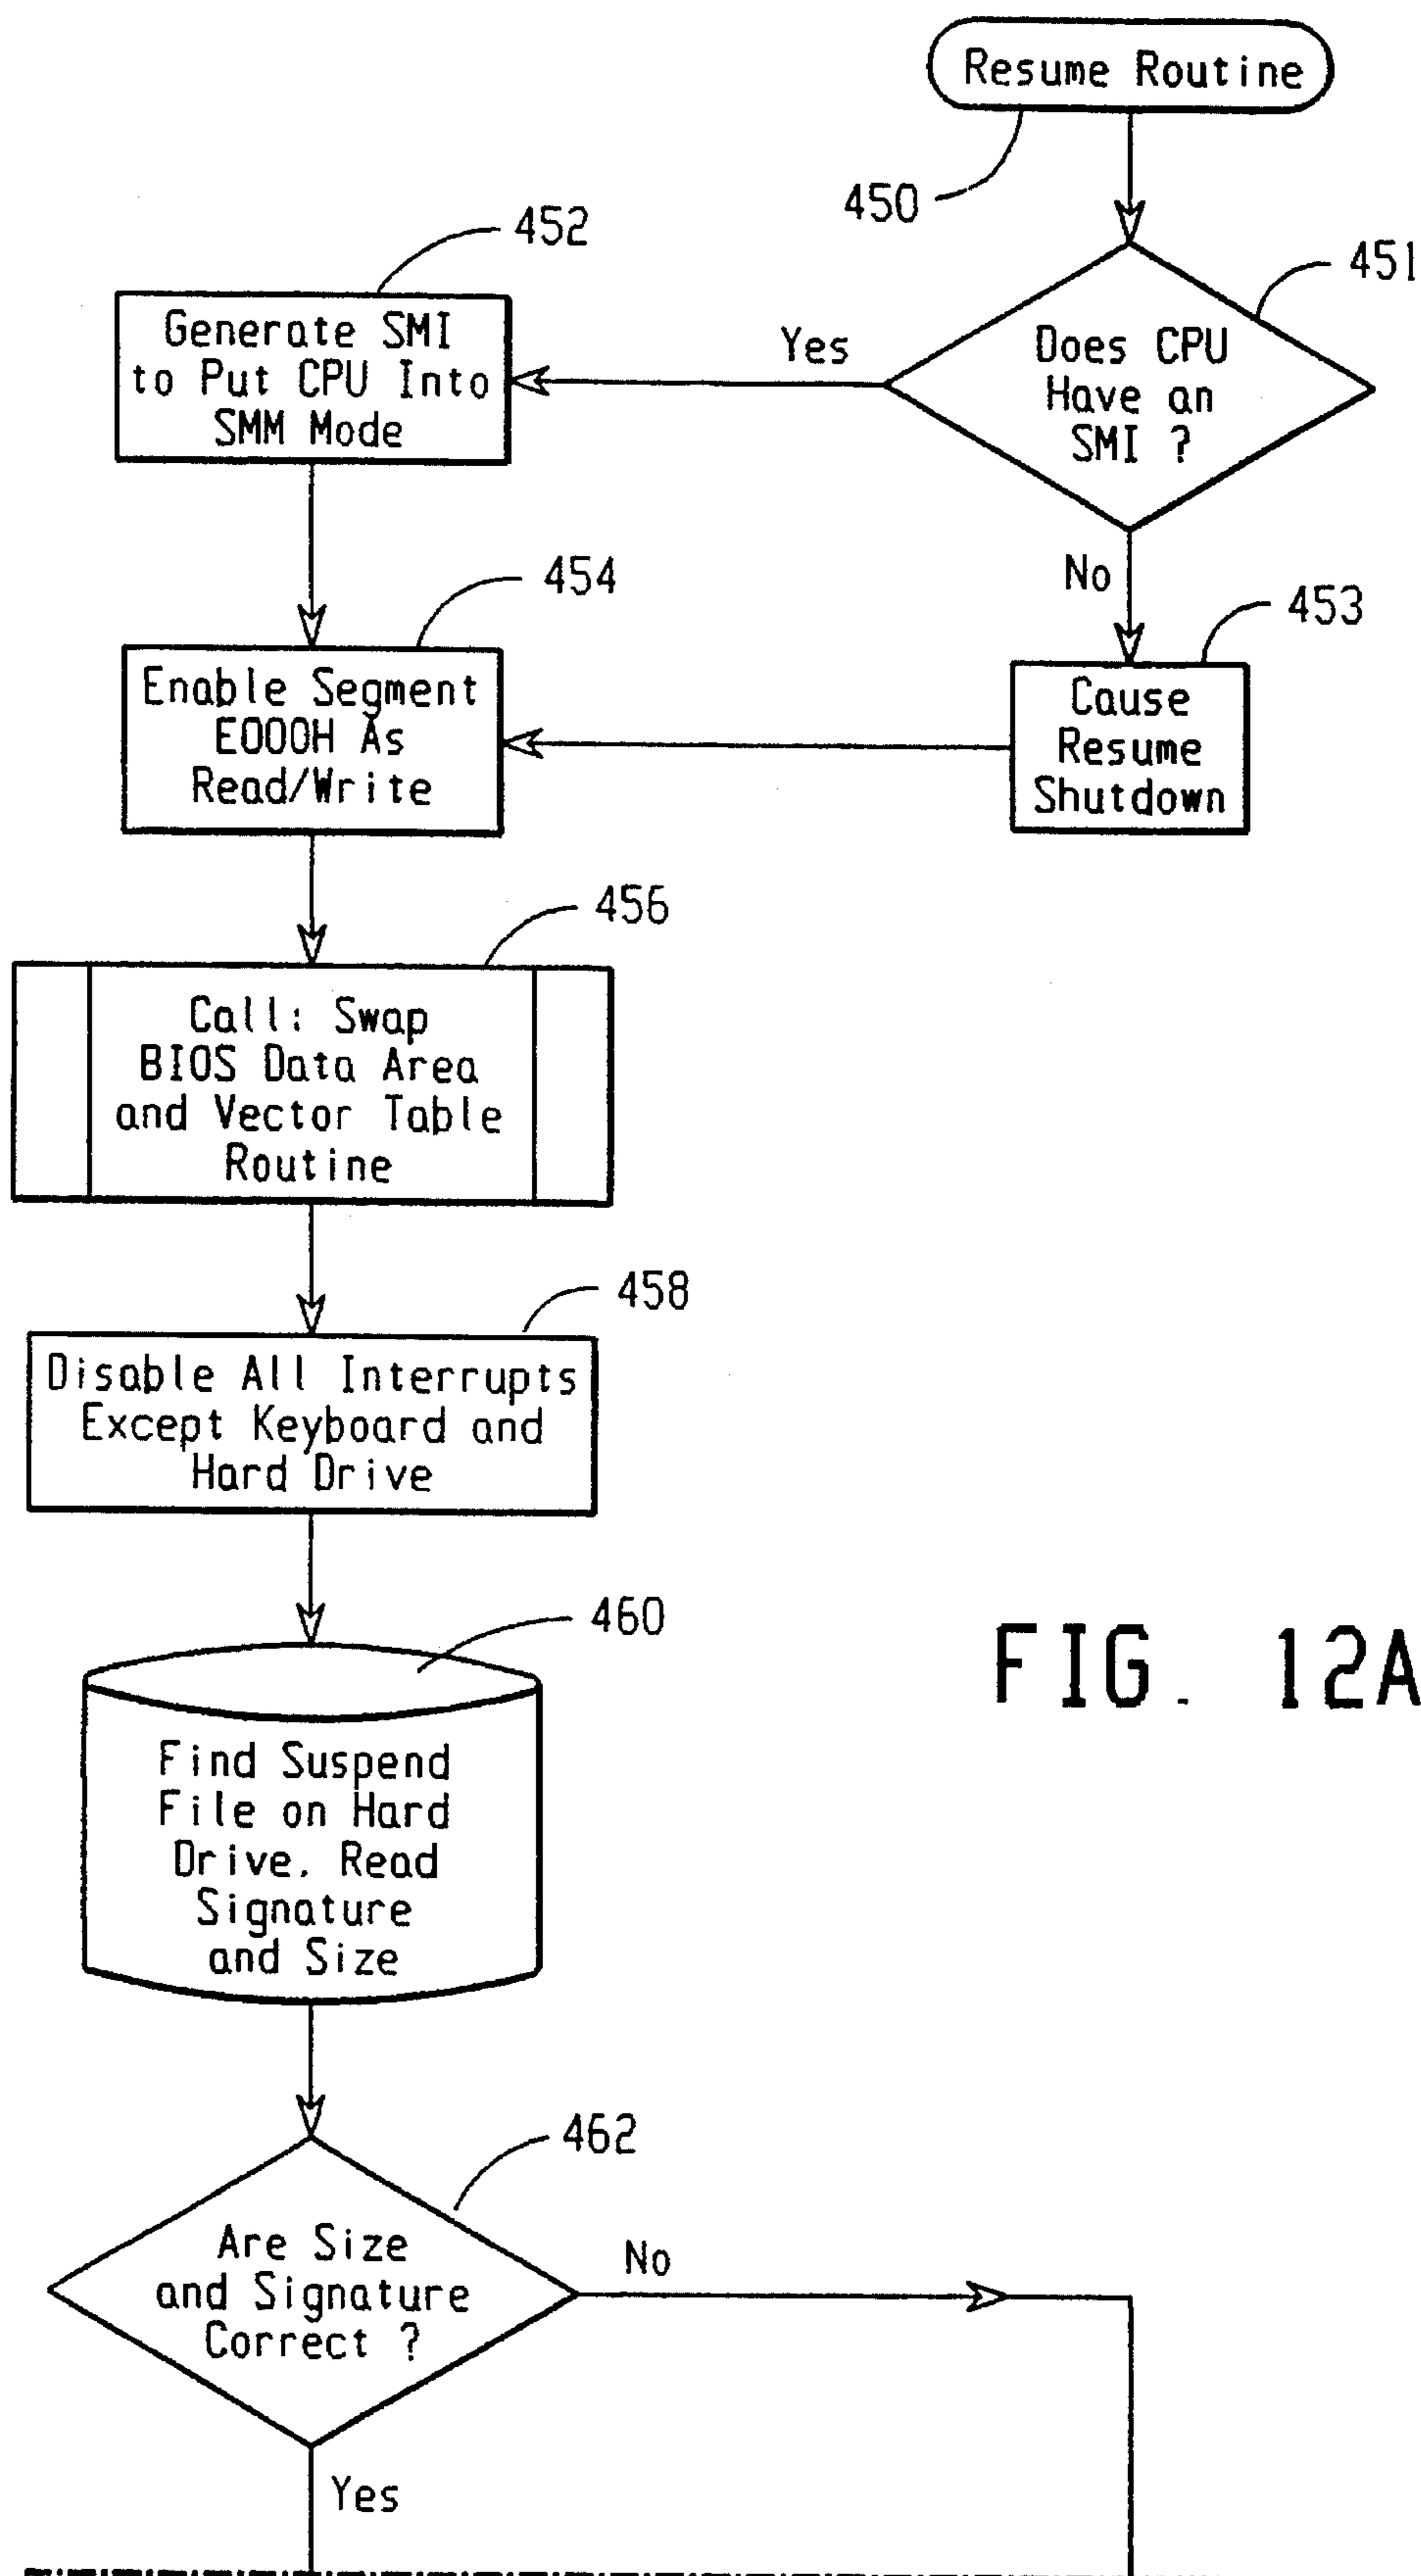 Resume Routine
450
452
451
Generate SMI
to Put CPU Into
SMM Mode
Yes
Does CPU
Have an
SMI ?
No
454
453
Enable Segment
E000H As
Read/Write
Cause
Resume
Shutdown
456
Call: Swap
BIOS Data Area
and Vector Table
Routine
458
Disable All Interrupts
Except Keyboard and
Hard Drive
460
Find Suspend
File on Hard
Drive. Read
Signature
and Size
FIG. 12A
462
Are Size
and Signature
Correct ?
No
Yes